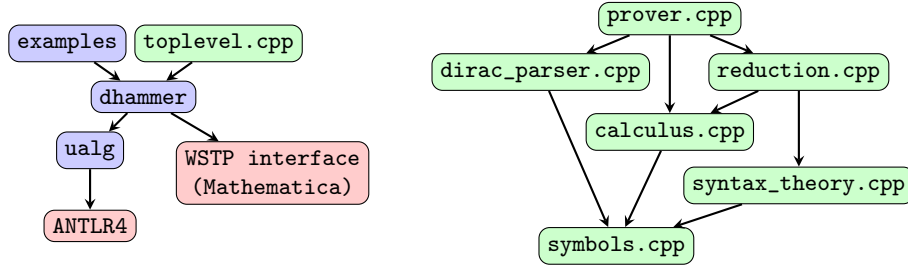 examples
toplevel.cpp
dhammer
ualg
WSTP interface
(Mathematica)
ANTLR4
prover.cpp
dirac_parser.cpp
reduction.cpp
calculus.cpp
syntax_theory.cpp
symbols.cpp